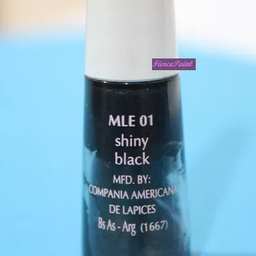 FiercePaint
MLE 01
shiny
black
MFD. BY:
COMPANIA AMERICANA
DE LAPICES
Bs As - Arg (1667)